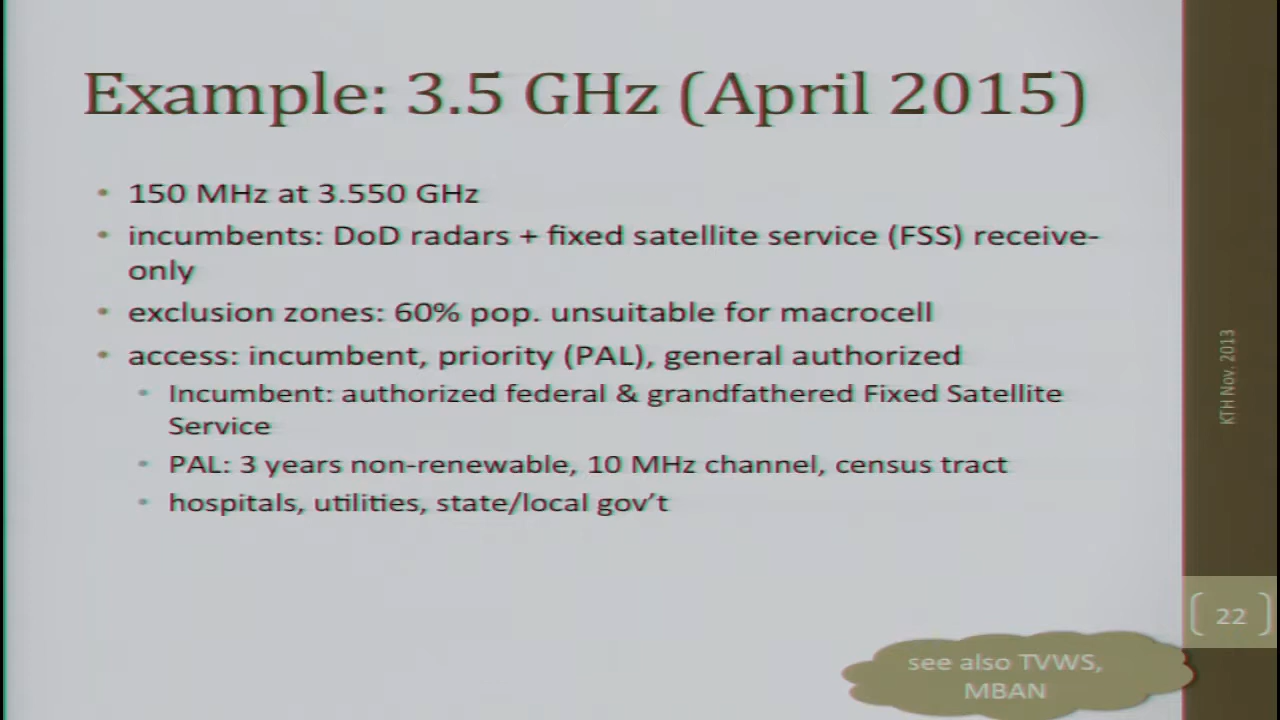 Example: 3.5 GHz (April 2015)
• 150 MHz at 3.550 GHz
• incumbents: DoD radars + fixed satellite service (FSS) receive-
only
• exclusion zones: 60% pop. unsuitable for macrocell
• access: incumbent, priority (PAL), general authorized
• Incumbent: authorized federal & grandfathered Fixed Satellite
Service
• PAL: 3 years non-renewable, 10 MHz channel, census tract
• hospitals, utilities, state/local gov't
KTH Nov. 2013
22
see also TVWS,
MBAN